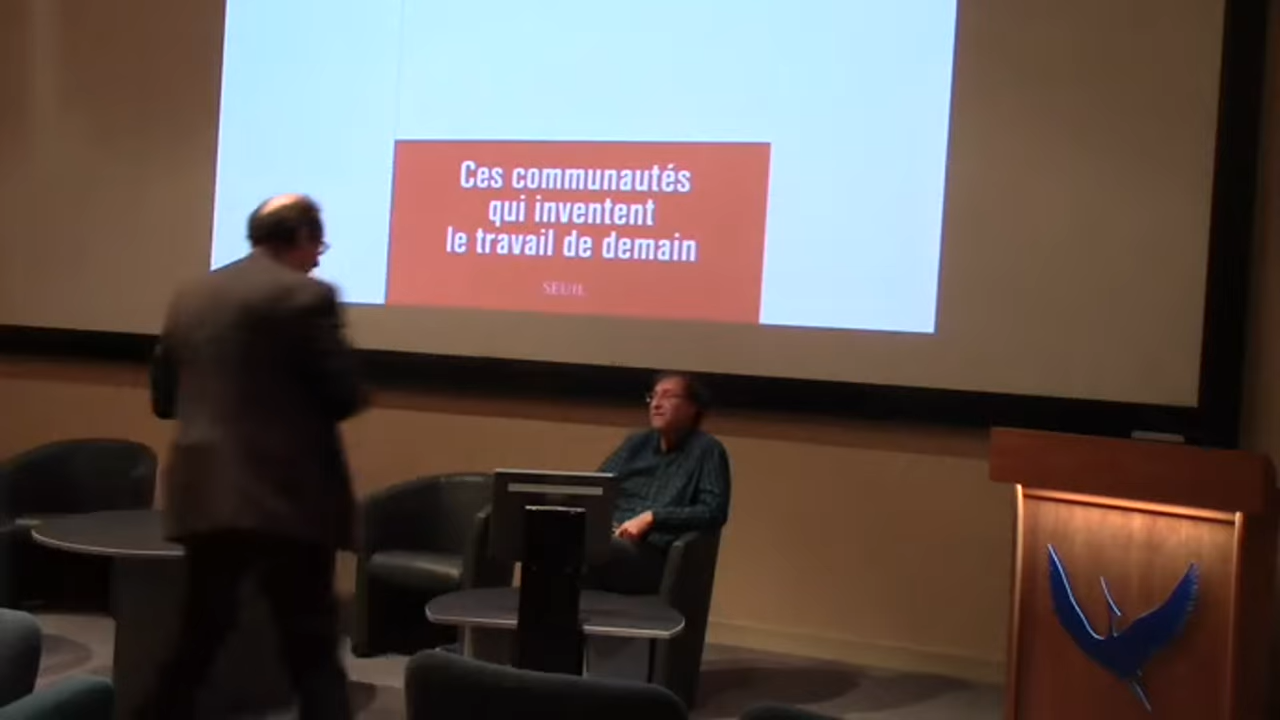 Ces communautés
qui inventent
le travail de demain
SEUIL